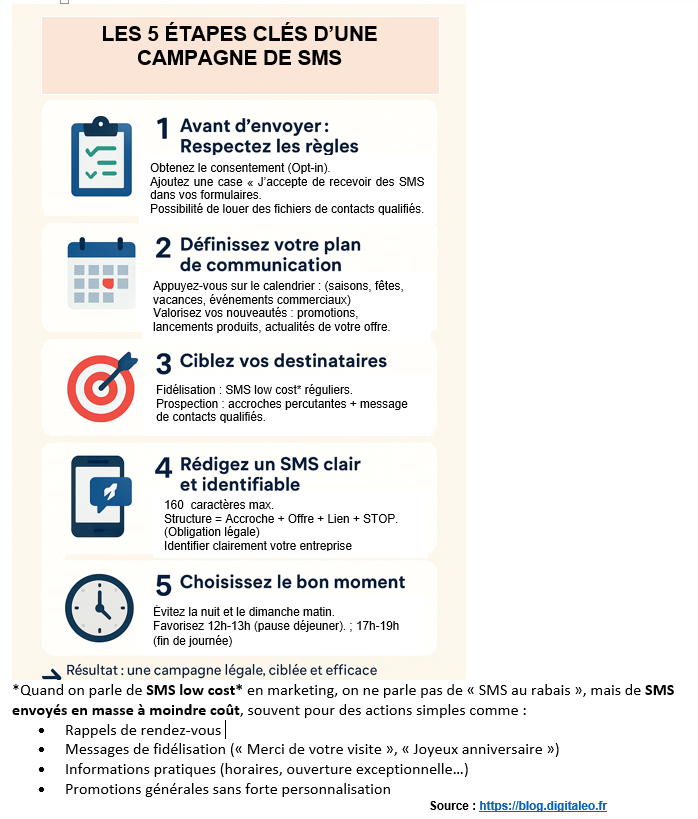 LES 5 ÉTAPES CLÉS D’UNE
CAMPAGNE DE SMS
1 Avant d’envoyer :
Respectez les règles
Obtenez le consentement (Opt-in).
Ajoutez une case « J’accepte de recevoir des SMS
dans vos formulaires.
Possibilité de louer des fichiers de contacts qualifiés.
2 Définissez votre plan
de communication
Appuyez-vous sur le calendrier : (saisons, fêtes,
vacances, événements commerciaux)
Valorisez vos nouveautés : promotions,
lancements produits, actualités de votre offre.
3 Ciblez vos destinataires
Fidélisation : SMS low cost* réguliers.
Prospection : accroches percutantes + message
de contacts qualifiés.
4 Rédigez un SMS clair
et identifiable
160 caractères max.
Structure = Accroche + Offre + Lien + STOP.
(Obligation légale)
Identifier clairement votre entreprise
5 Choisissez le bon moment
Évitez la nuit et le dimanche matin.
Favorisez 12h-13h (pause déjeuner). ; 17h-19h
(fin de journée)
Résultat : une campagne légale, ciblée et efficace
*Quand on parle de SMS low cost* en marketing, on ne parle pas de « SMS au rabais », mais de SMS
envoyés en masse à moindre coût, souvent pour des actions simples comme :
• Rappels de rendez-vous
• Messages de fidélisation (« Merci de votre visite », « Joyeux anniversaire »)
• Informations pratiques (horaires, ouverture exceptionnelle…)
• Promotions générales sans forte personnalisation
Source : https://blog.digitaleo.fr